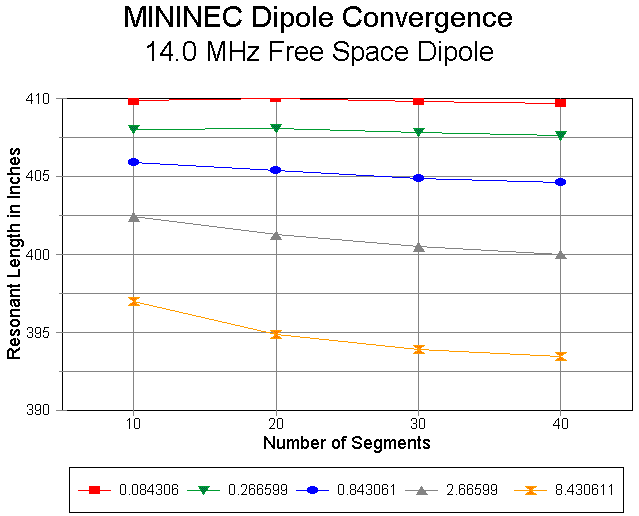 MININEC Dipole Convergence
14.0 MHz Free Space Dipole
410
405
400
395
390
Resonant Length in Inches
10 20 30 40
Number of Segments
0.084306 0.266599 0.843061 2.66599 8.430611